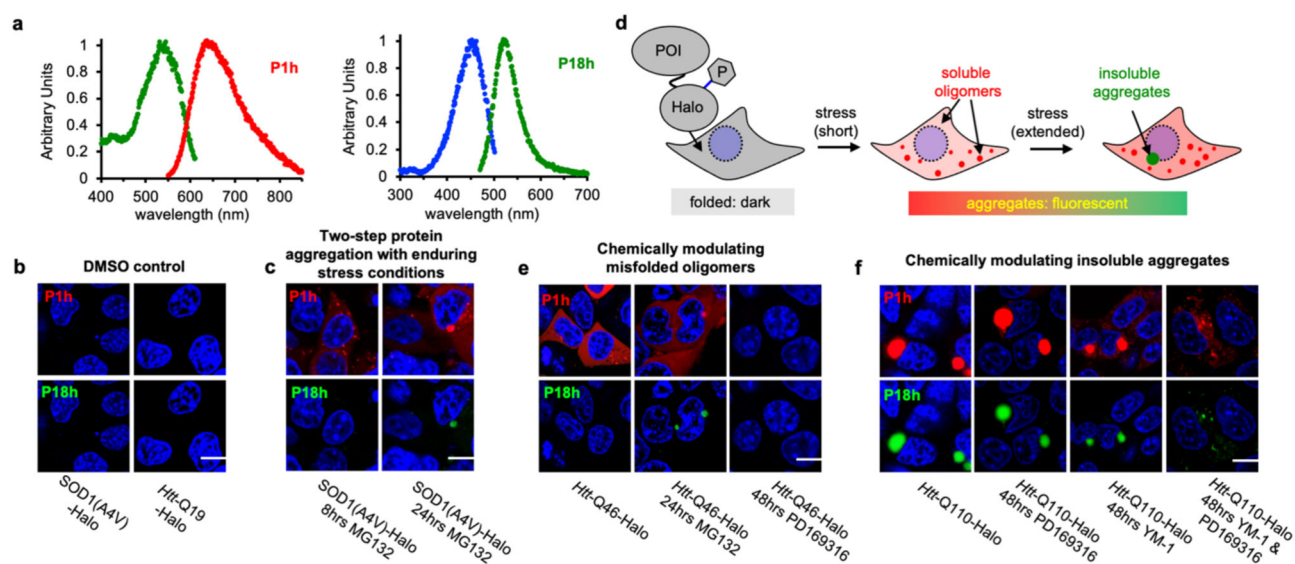 a
Arbitrary Units
1
0.8
0.6
0.4
0.2
0
400 500 600 700 800
wavelength (nm)
P1h
Arbitrary Units
1
0.8
0.6
0.4
0.2
0
300 400 500 600 700
wavelength (nm)
P18h
d
POI
P
Halo
folded: dark
stress
(short)
soluble
oligomers
stress
(extended)
insoluble
aggregates
aggregates: fluorescent
b
DMSO control
P1h
P18h
SOD1(A4V)
-Halo
Htt-Q19
-Halo
c
Two-step protein
aggregation with enduring
stress conditions
P1h
P18h
SOD1(A4V)-Halo
8hrs MG132
SOD1(A4V)-Halo
24hrs MG132
e
Chemically modulating
misfolded oligomers
P1h
P18h
Htt-Q46-Halo
Htt-Q46-Halo
24hrs MG132
Htt-Q46-Halo
48hrs PD169316
f
Chemically modulating insoluble aggregates
P1h
P18h
Htt-Q110-Halo
Htt-Q110-Halo
48hrs PD169316
Htt-Q110-Halo
48hrs YM-1
Htt-Q110-Halo
48hrs YM-1 &
PD169316